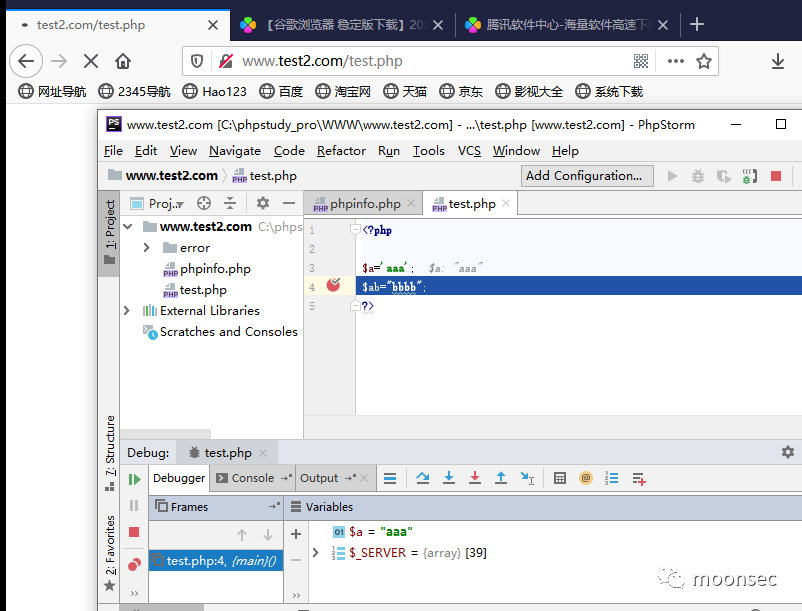 test2.com/test.php
【谷歌浏览器 稳定版下载】202
腾讯软件中心-海量软件高速下
www.test2.com/test.php
网址导航 2345导航 Hao123 百度 淘宝网 天猫 京东 影视大全 系统下载
PS www.test2.com [C:\phpstudy_pro\WWW\www.test2.com] - ...\test.php [www.test2.com] - PhpStorm
File Edit View Navigate Code Refactor Run Tools VCS Window Help
www.test2.com test.php Add Configuration...
1: Project
Proj..
phpinfo.php test.php
www.test2.com C:\phps
error
phpinfo.php
test.php
External Libraries
Scratches and Consoles
1 <?php
2
3 $a='aaa'; $a: "aaa"
4 $ab="bbbb";
5 ?>
7: Structure
2: Favorites
Debug: test.php
Debugger Console Output
Frames Variables
test.php:4, {main}()
01 $a = "aaa"
$_SERVER = {array} [39]
moonsec